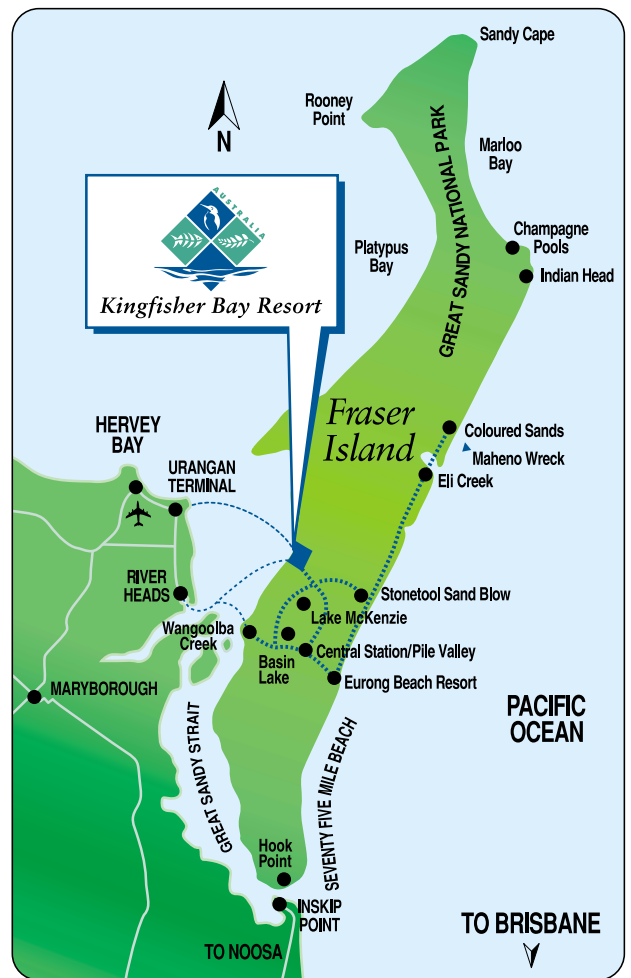 Sandy Cape
Rooney
Point
N
GREAT SANDY NATIONAL PARK
Marloo
Bay
AUSTRALIA
Kingfisher Bay Resort
Platypus
Bay
Champagne
Pools
Indian Head
Fraser
Island
Coloured Sands
Maheno Wreck
Eli Creek
HERVEY
BAY
URANGAN
TERMINAL
RIVER
HEADS
Stonetool Sand Blow
Lake McKenzie
Wangoolba
Creek
Basin
Lake
Central Station/Pile Valley
Eurong Beach Resort
MARYBOROUGH
PACIFIC
OCEAN
GREAT SANDY STRAIT
SEVENTY FIVE MILE BEACH
Hook
Point
INSKIP
POINT
TO NOOSA
TO BRISBANE